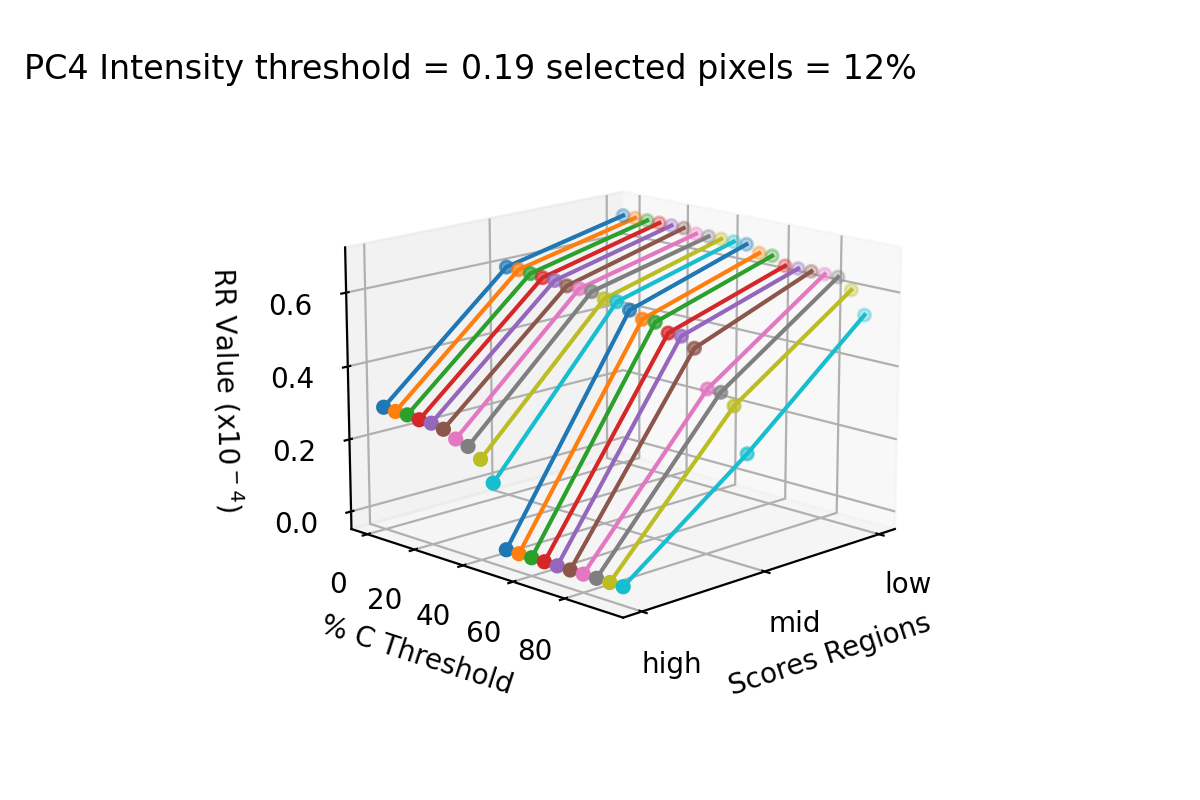 PC4 Intensity threshold = 0.19 selected pixels = 12%
RR Value (x10⁻⁴)
0.6
0.4
0.2
0.0
0
20
40
60
80
% C Threshold
high
mid
low
Scores Regions